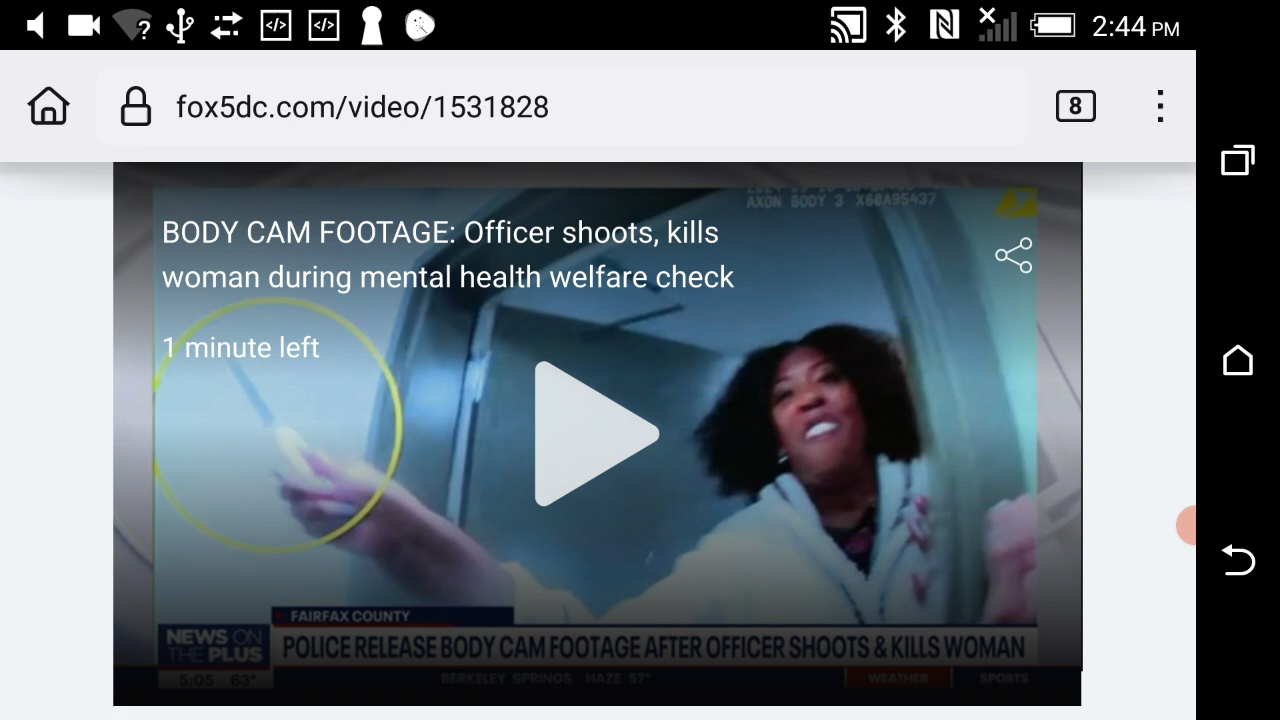 2:44 PM
fox5dc.com/video/1531828
8
AXON BODY 3 X60A95437
BODY CAM FOOTAGE: Officer shoots, kills
woman during mental health welfare check
1 minute left
FAIRFAX COUNTY
NEWS ON
THE PLUS
POLICE RELEASE BODY CAM FOOTAGE AFTER OFFICER SHOOTS & KILLS WOMAN
5:05 63°
BERKELEY SPRINGS HAZE 57°
WEATHER
SPORTS